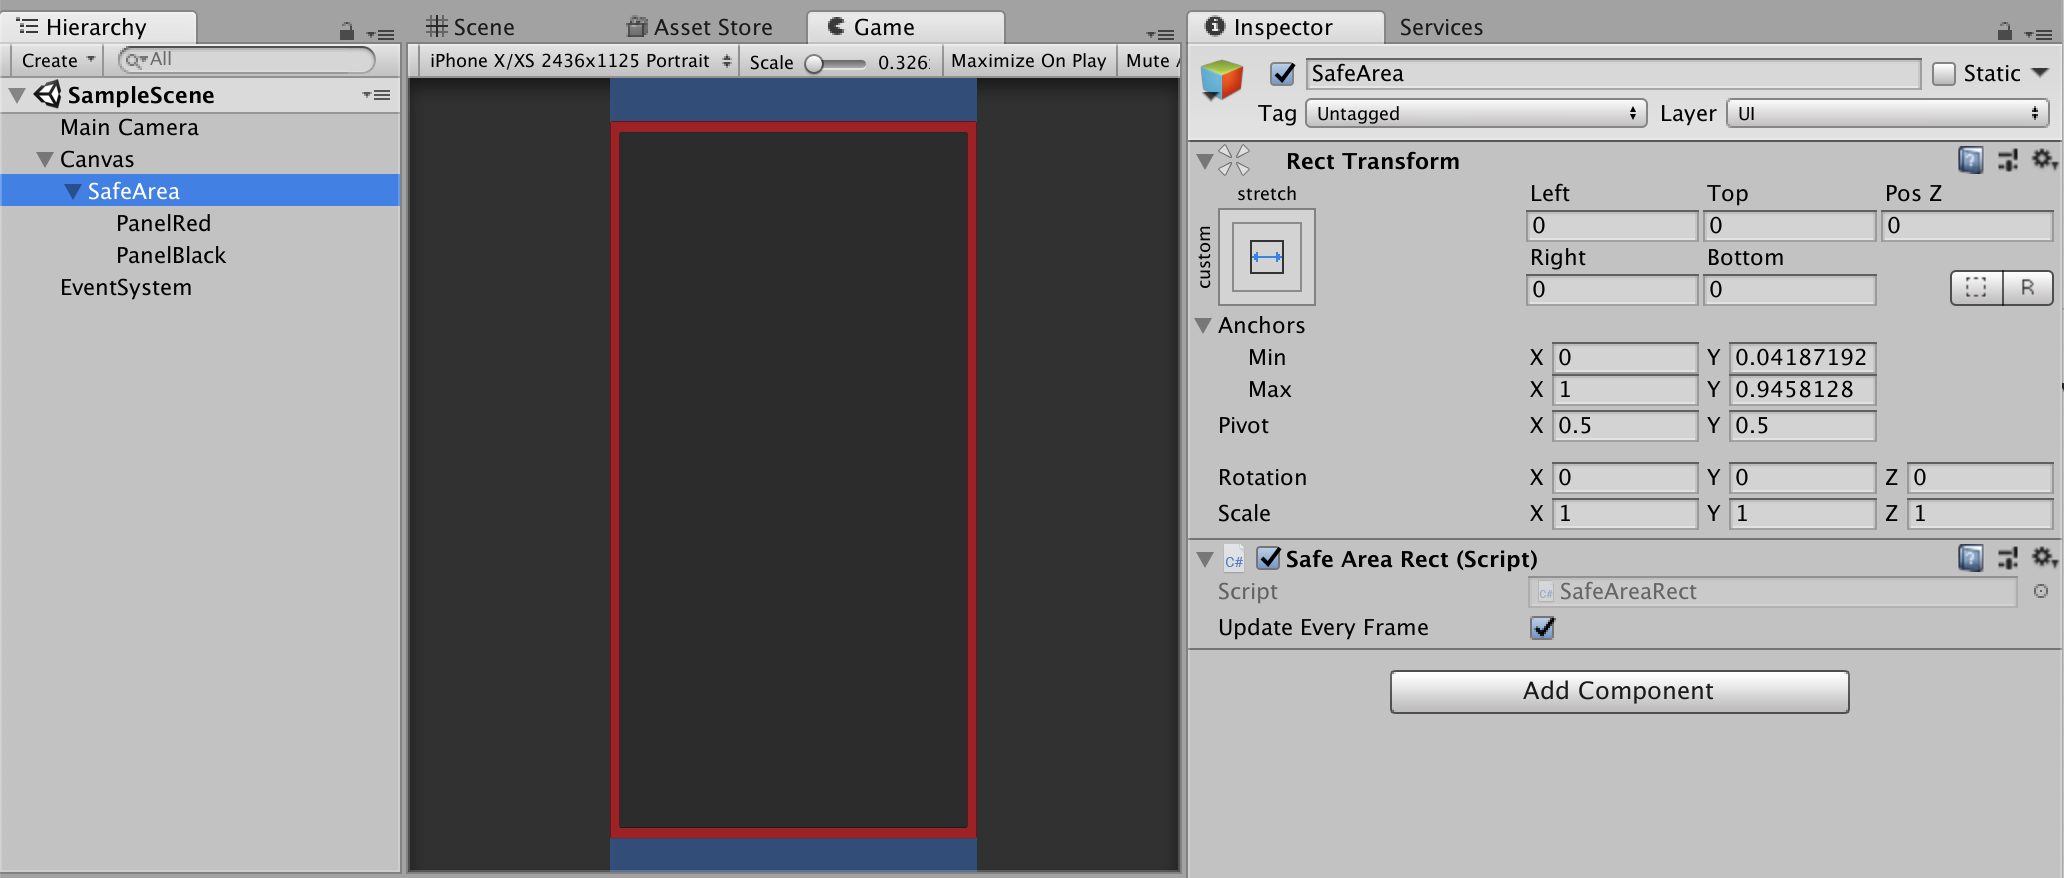 Hierarchy
Create All
SampleScene
Main Camera
Canvas
SafeArea
PanelRed
PanelBlack
EventSystem
Scene Asset Store Game
iPhone X/XS 2436x1125 Portrait Scale 0.326 Maximize On Play Mute
Inspector Services
SafeArea Static
Tag Untagged Layer UI
Rect Transform
stretch
custom
Left Top Pos Z
0 0 0
Right Bottom
0 0 R
Anchors
Min X 0 Y 0.04187192
Max X 1 Y 0.9458128
Pivot X 0.5 Y 0.5
Rotation X 0 Y 0 Z 0
Scale X 1 Y 1 Z 1
C# Safe Area Rect (Script)
Script C# SafeAreaRect
Update Every Frame
Add Component